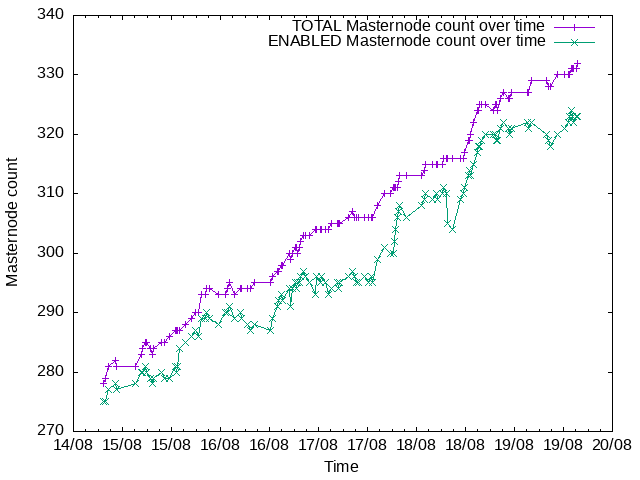 340
TOTAL Masternode count over time
ENABLED Masternode count over time
330
320
310
Masternode count
300
290
280
270
14/08 15/08 15/08 16/08 16/08 17/08 17/08 18/08 18/08 19/08 19/08 20/08
Time